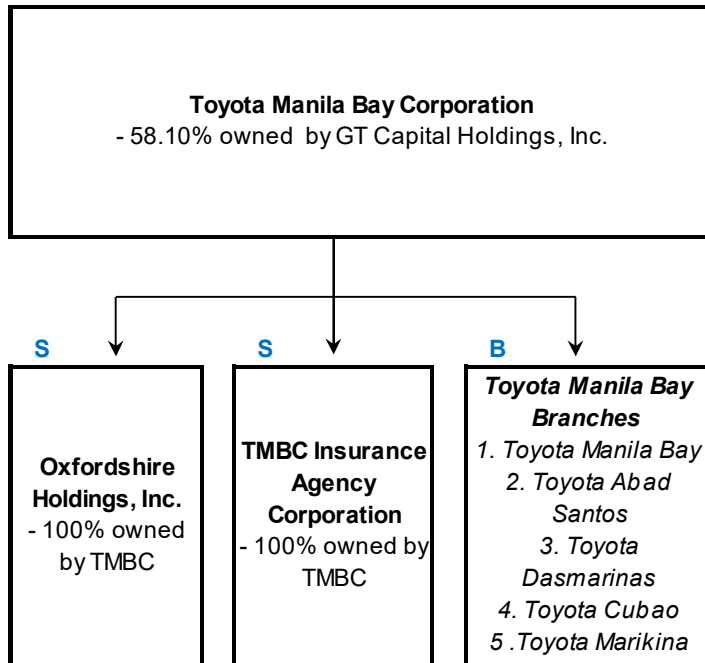 Toyota Manila Bay Corporation
- 58.10% owned by GT Capital Holdings, Inc.
S
S
B
Oxfordshire
Holdings, Inc.
- 100% owned
by TMBC
TMBC Insurance
Agency
Corporation
- 100% owned by
TMBC
Toyota Manila Bay
Branches
1. Toyota Manila Bay
2. Toyota Abad
Santos
3. Toyota
Dasmarinas
4. Toyota Cubao
5 .Toyota Marikina